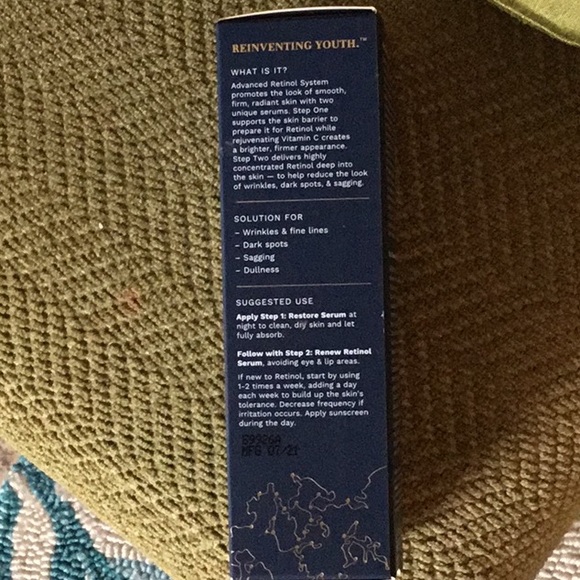 REINVENTING YOUTH.™
WHAT IS IT?
Advanced Retinol System
promotes the look of smooth,
firm, radiant skin with two
unique serums. Step One
supports the skin barrier to
prepare it for Retinol while
rejuvenating Vitamin C creates
a brighter, firmer appearance.
Step Two delivers highly
concentrated Retinol deep into
the skin — to help reduce the look
of wrinkles, dark spots, & sagging.
SOLUTION FOR
– Wrinkles & fine lines
– Dark spots
– Sagging
– Dullness
SUGGESTED USE
Apply Step 1: Restore Serum at
night to clean, dry skin and let
fully absorb.
Follow with Step 2: Renew Retinol
Serum, avoiding eye & lip areas.
If new to Retinol, start by using
1-2 times a week, adding a day
each week to build up the skin's
tolerance. Decrease frequency if
irritation occurs. Apply sunscreen
during the day.
MFG 07/21